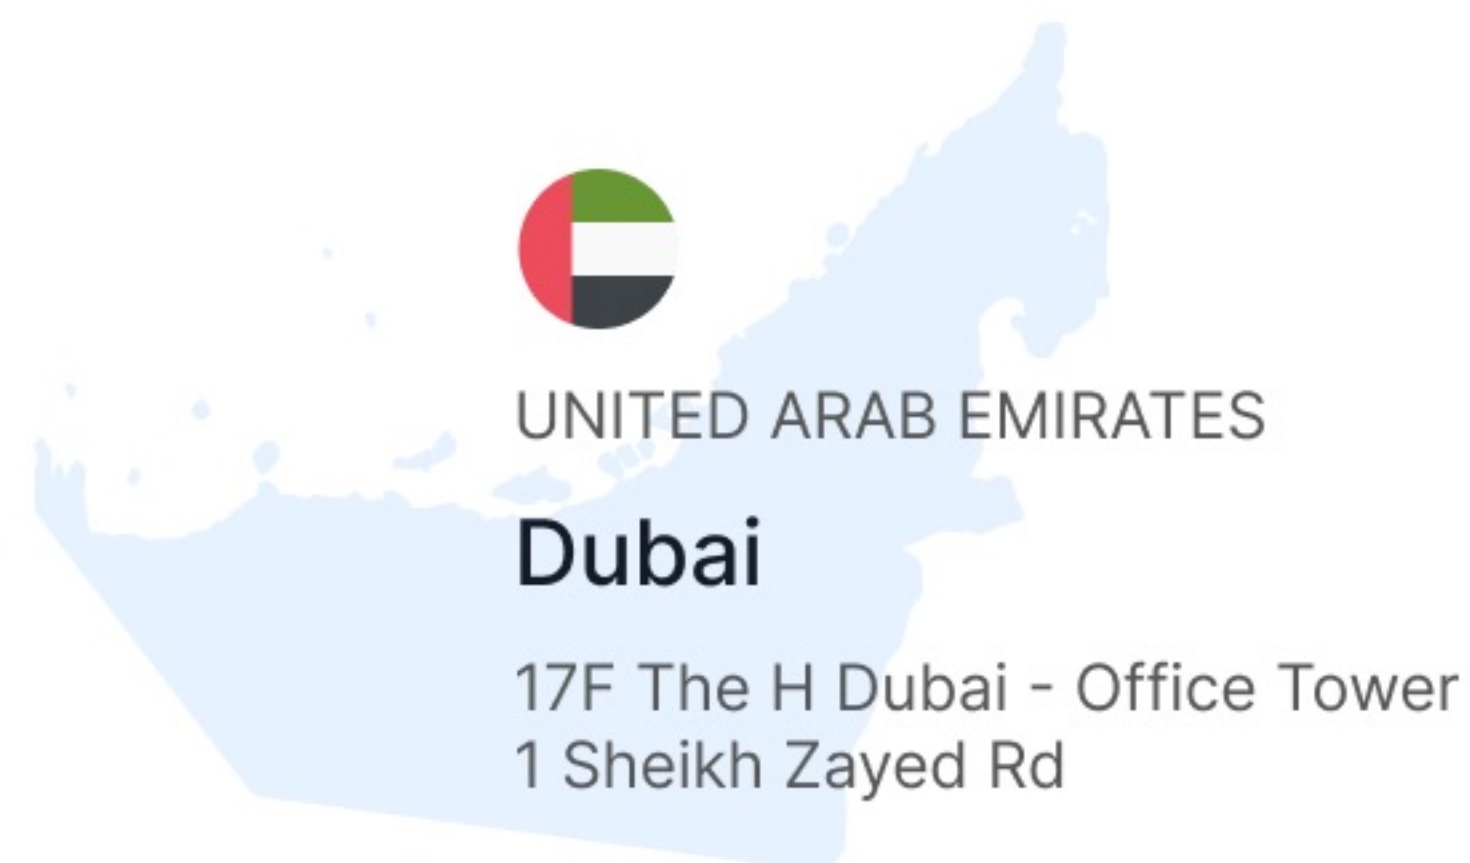 UNITED ARAB EMIRATES
Dubai
17F The H Dubai - Office Tower
1 Sheikh Zayed Rd